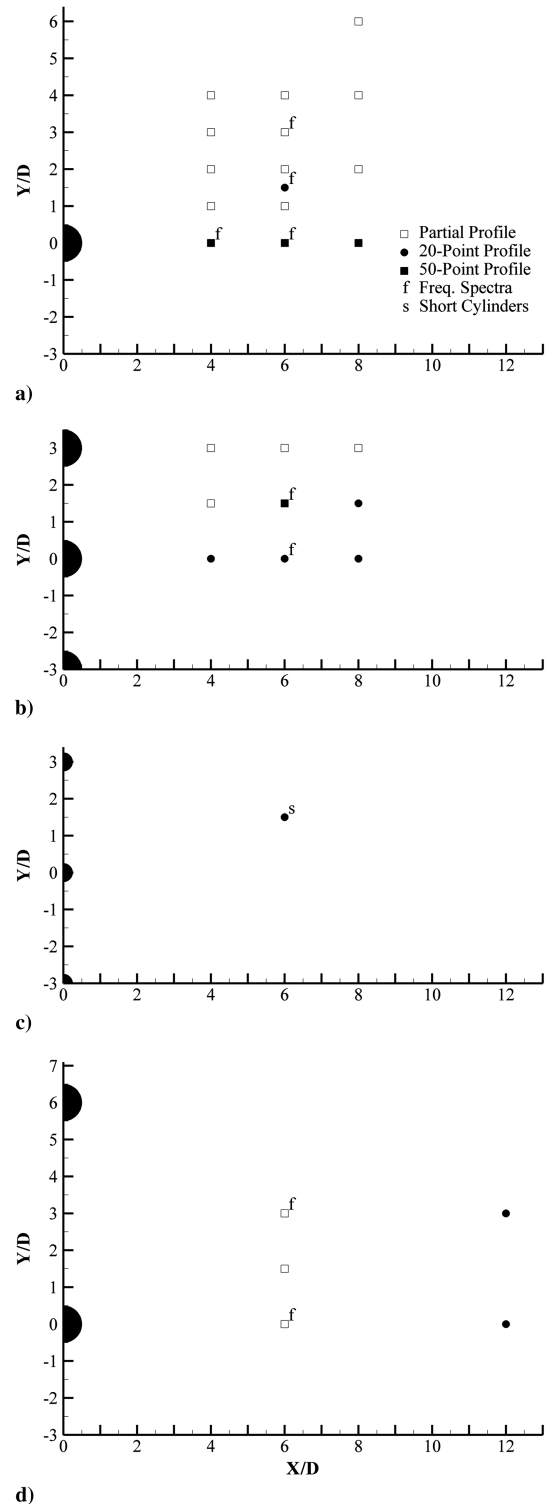 6
5
f
4
3
f
Y/D
2
f
1
Partial Profile
f
f
20-Point Profile
0
50-Point Profile
-1
f Freq. Spectra
s Short Cylinders
-2
-3
0 2 4 6 8 10 12
a)
3
f
2
Y/D
1
f
0
-1
-2
-3
0 2 4 6 8 10 12
b)
3
s
2
Y/D
1
0
-1
-2
-3
0 2 4 6 8 10 12
c)
7
6
5
4
f
3
Y/D
2
1
f
0
-1
-2
-3
0 2 4 6 8 10 12
X/D
d)